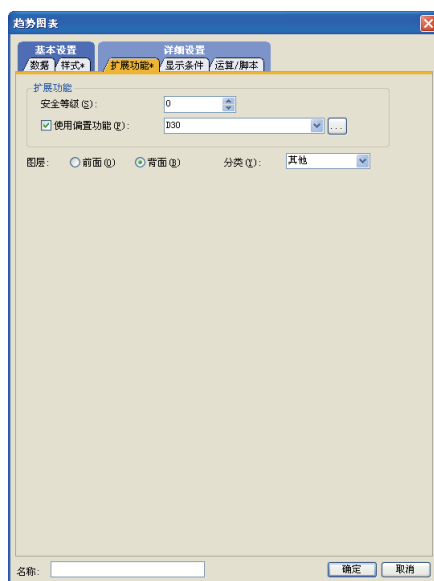 趋势图表
基本设置 详细设置
数据 样式* 扩展功能* 显示条件 运算/脚本
扩展功能
安全等级(S): 0
使用偏置功能(F): D30 ...
图层: 前面(O) 背面(B) 分类(Y): 其他
名称: 确定 取消